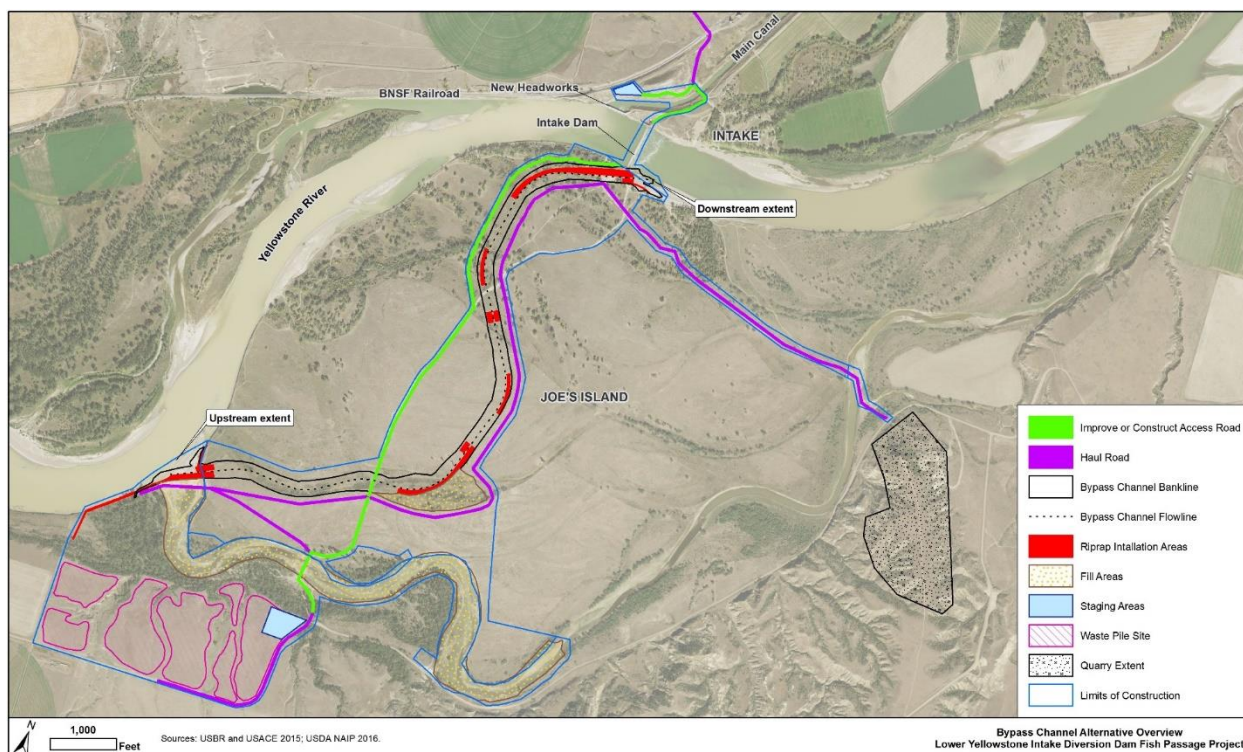 Main Canal
BNSF Railroad
New Headworks
Intake Dam
INTAKE
Yellowstone River
Downstream extent
JOE'S ISLAND
Upstream extent
Improve or Construct Access Road
Haul Road
Bypass Channel Bankline
Bypass Channel Flowline
Riprap Intallation Areas
Fill Areas
Staging Areas
Waste Pile Site
Quarry Extent
Limits of Construction
N
1,000
Feet
Sources: USBR and USACE 2015; USDA NAIP 2016.
Bypass Channel Alternative Overview
Lower Yellowstone Intake Diversion Dam Fish Passage Project